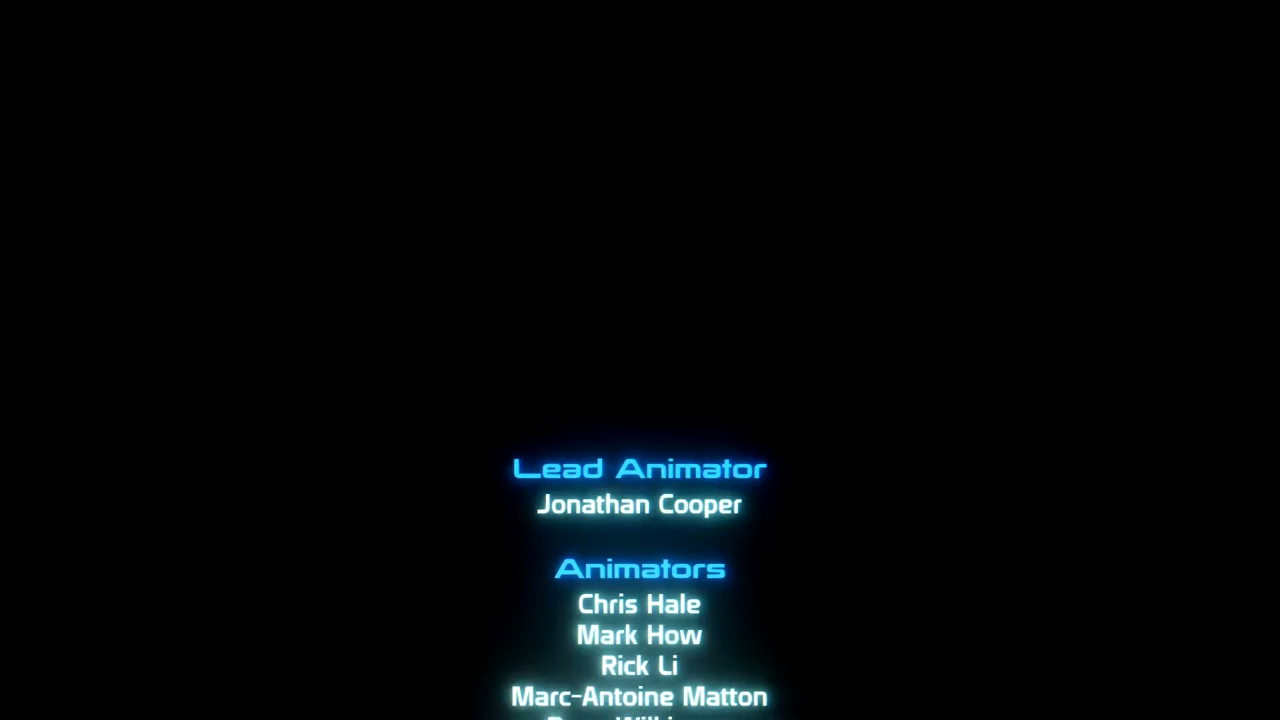 Lead Animator
Jonathan Cooper
Animators
Chris Hale
Mark How
Rick Li
Marc-Antoine Matton